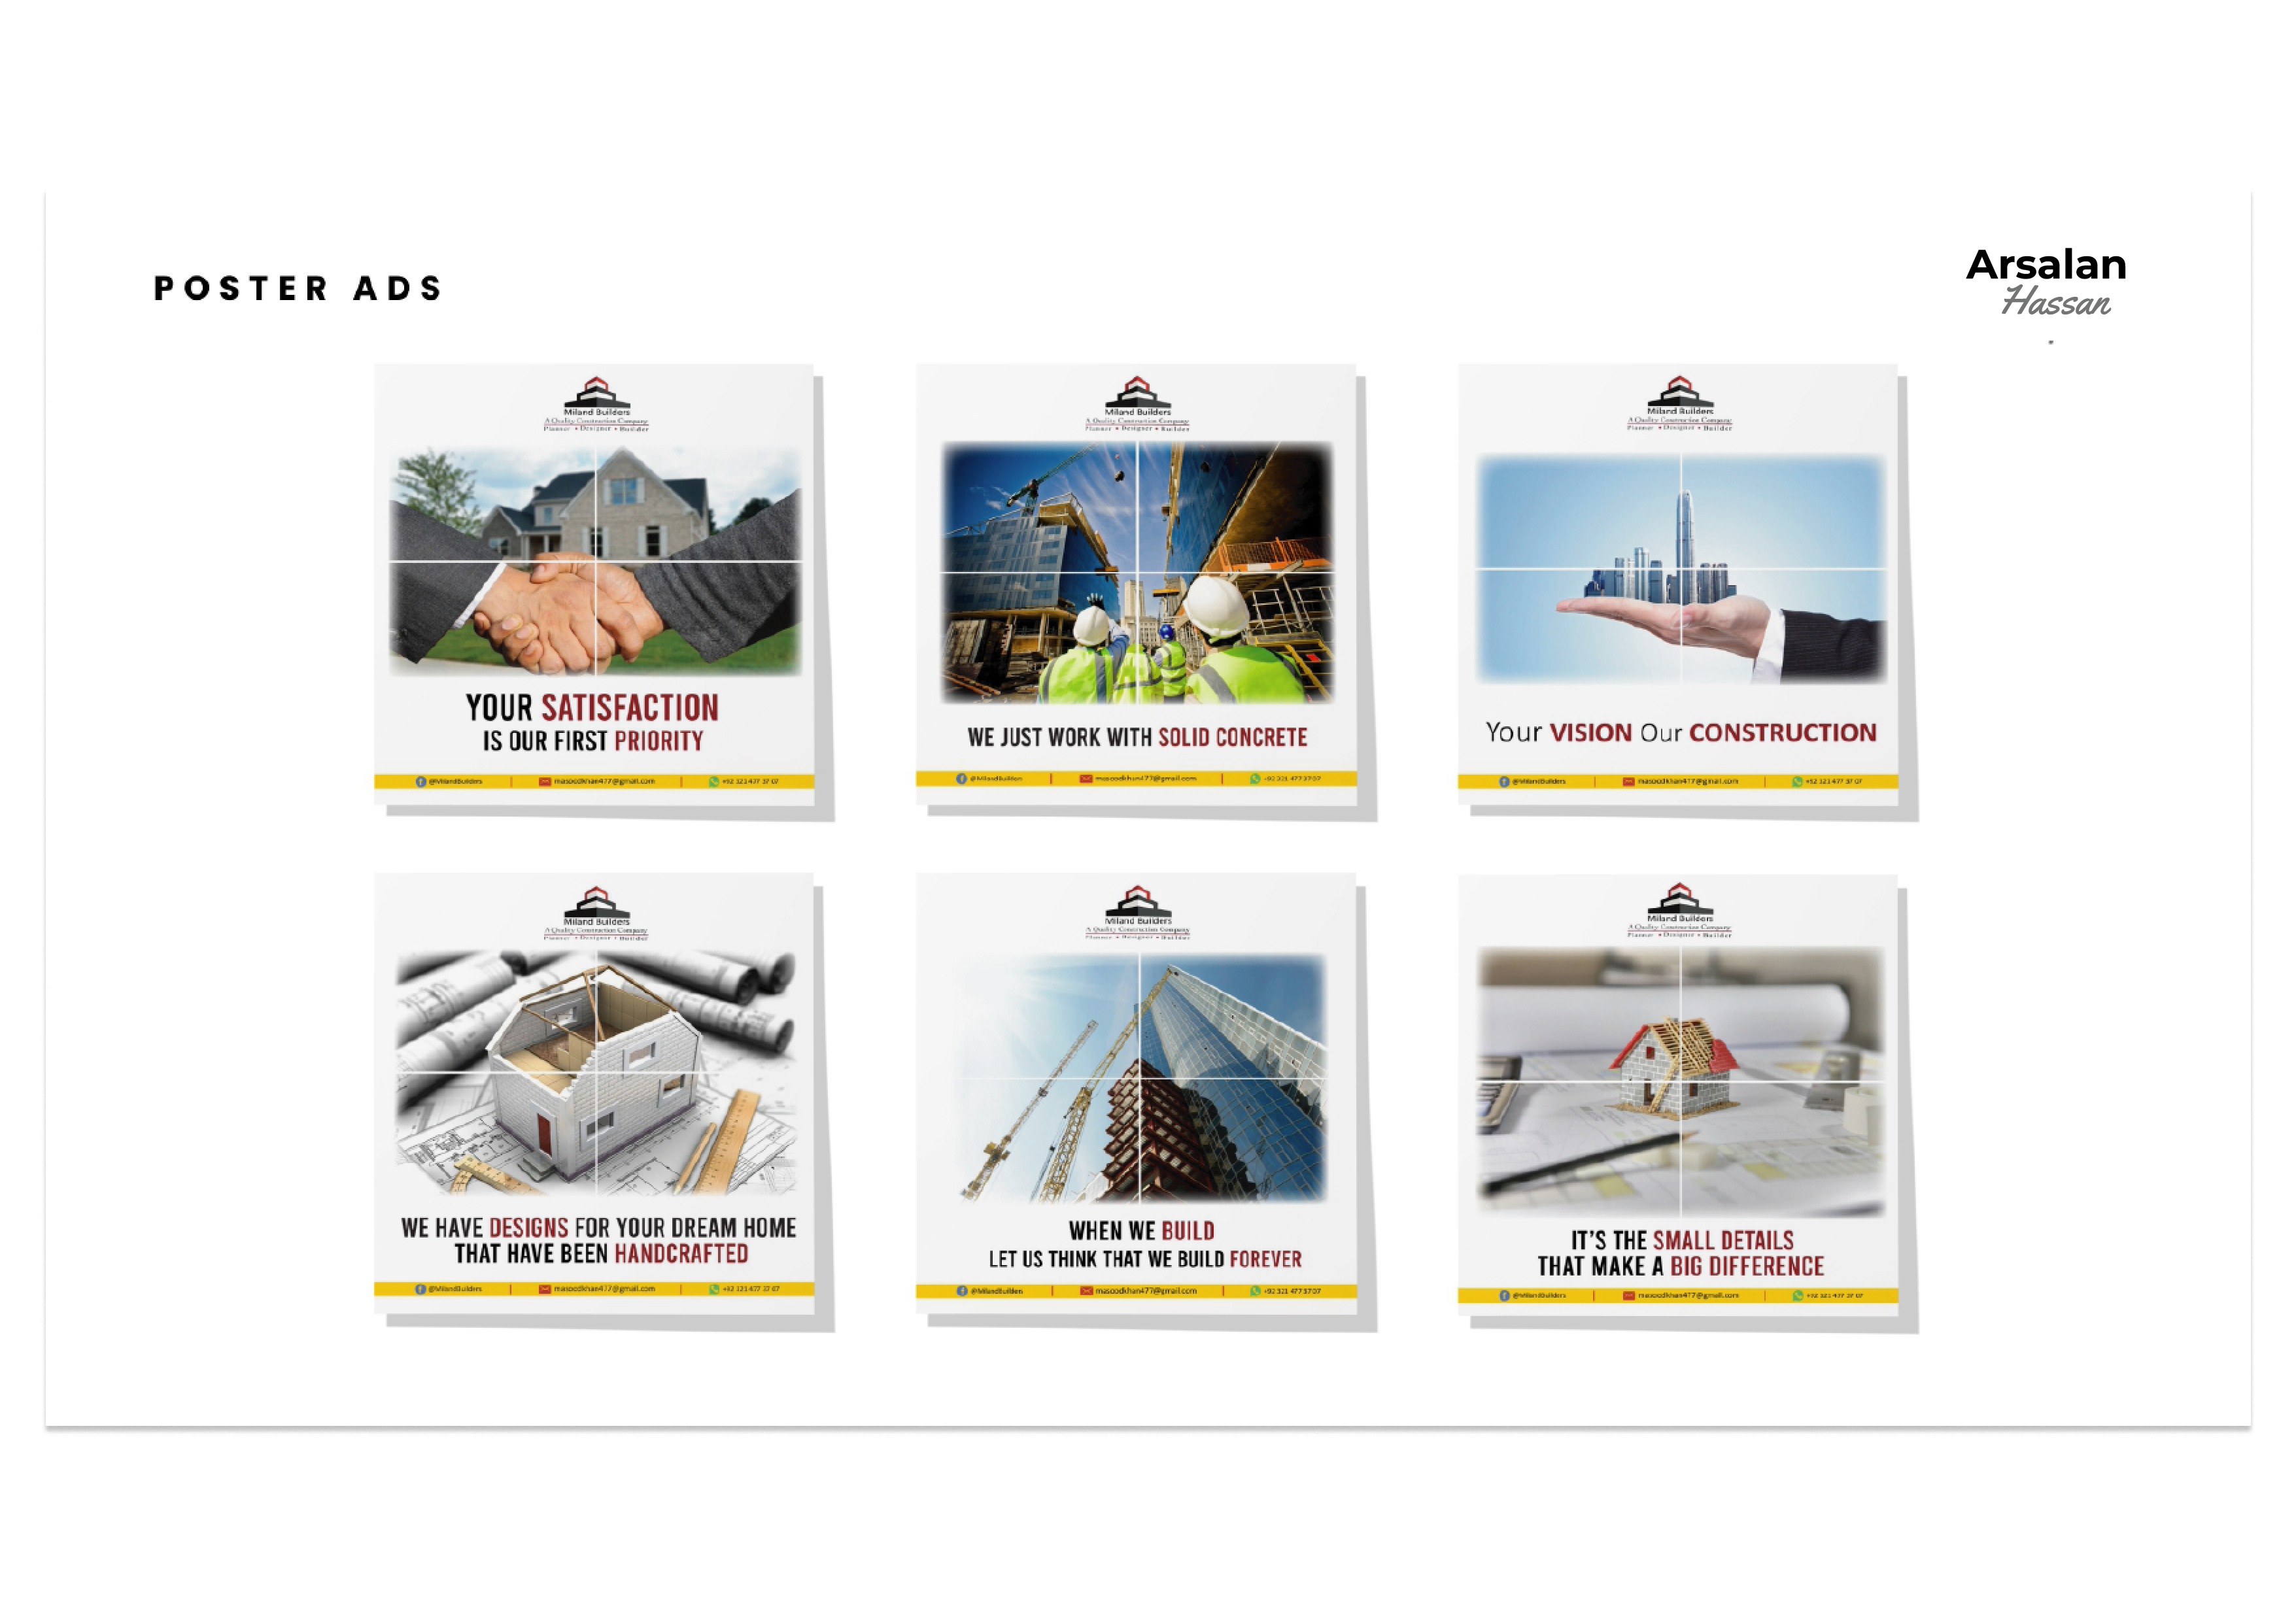 POSTER ADS
Arsalan
Hassan
Miland Builders
A Quality Construction Company
Planner • Designer • Builder
YOUR SATISFACTION
IS OUR FIRST PRIORITY
@MilandBuilders | masoodkhan477@gmail.com | +92 321 477 37 07
Miland Builders
A Quality Construction Company
Planner • Designer • Builder
WE JUST WORK WITH SOLID CONCRETE
@MilandBuilders | masoodkhan477@gmail.com | +92 321 477 37 07
Miland Builders
A Quality Construction Company
Planner • Designer • Builder
Your VISION Our CONSTRUCTION
@MilandBuilders | masoodkhan477@gmail.com | +92 321 477 37 07
Miland Builders
A Quality Construction Company
Planner • Designer • Builder
WE HAVE DESIGNS FOR YOUR DREAM HOME
THAT HAVE BEEN HANDCRAFTED
@MilandBuilders | masoodkhan477@gmail.com | +92 321 477 37 07
Miland Builders
A Quality Construction Company
Planner • Designer • Builder
WHEN WE BUILD
LET US THINK THAT WE BUILD FOREVER
@MilandBuilders | masoodkhan477@gmail.com | +92 321 477 37 07
Miland Builders
A Quality Construction Company
Planner • Designer • Builder
IT'S THE SMALL DETAILS
THAT MAKE A BIG DIFFERENCE
@MilandBuilders | masoodkhan477@gmail.com | +92 321 477 37 07